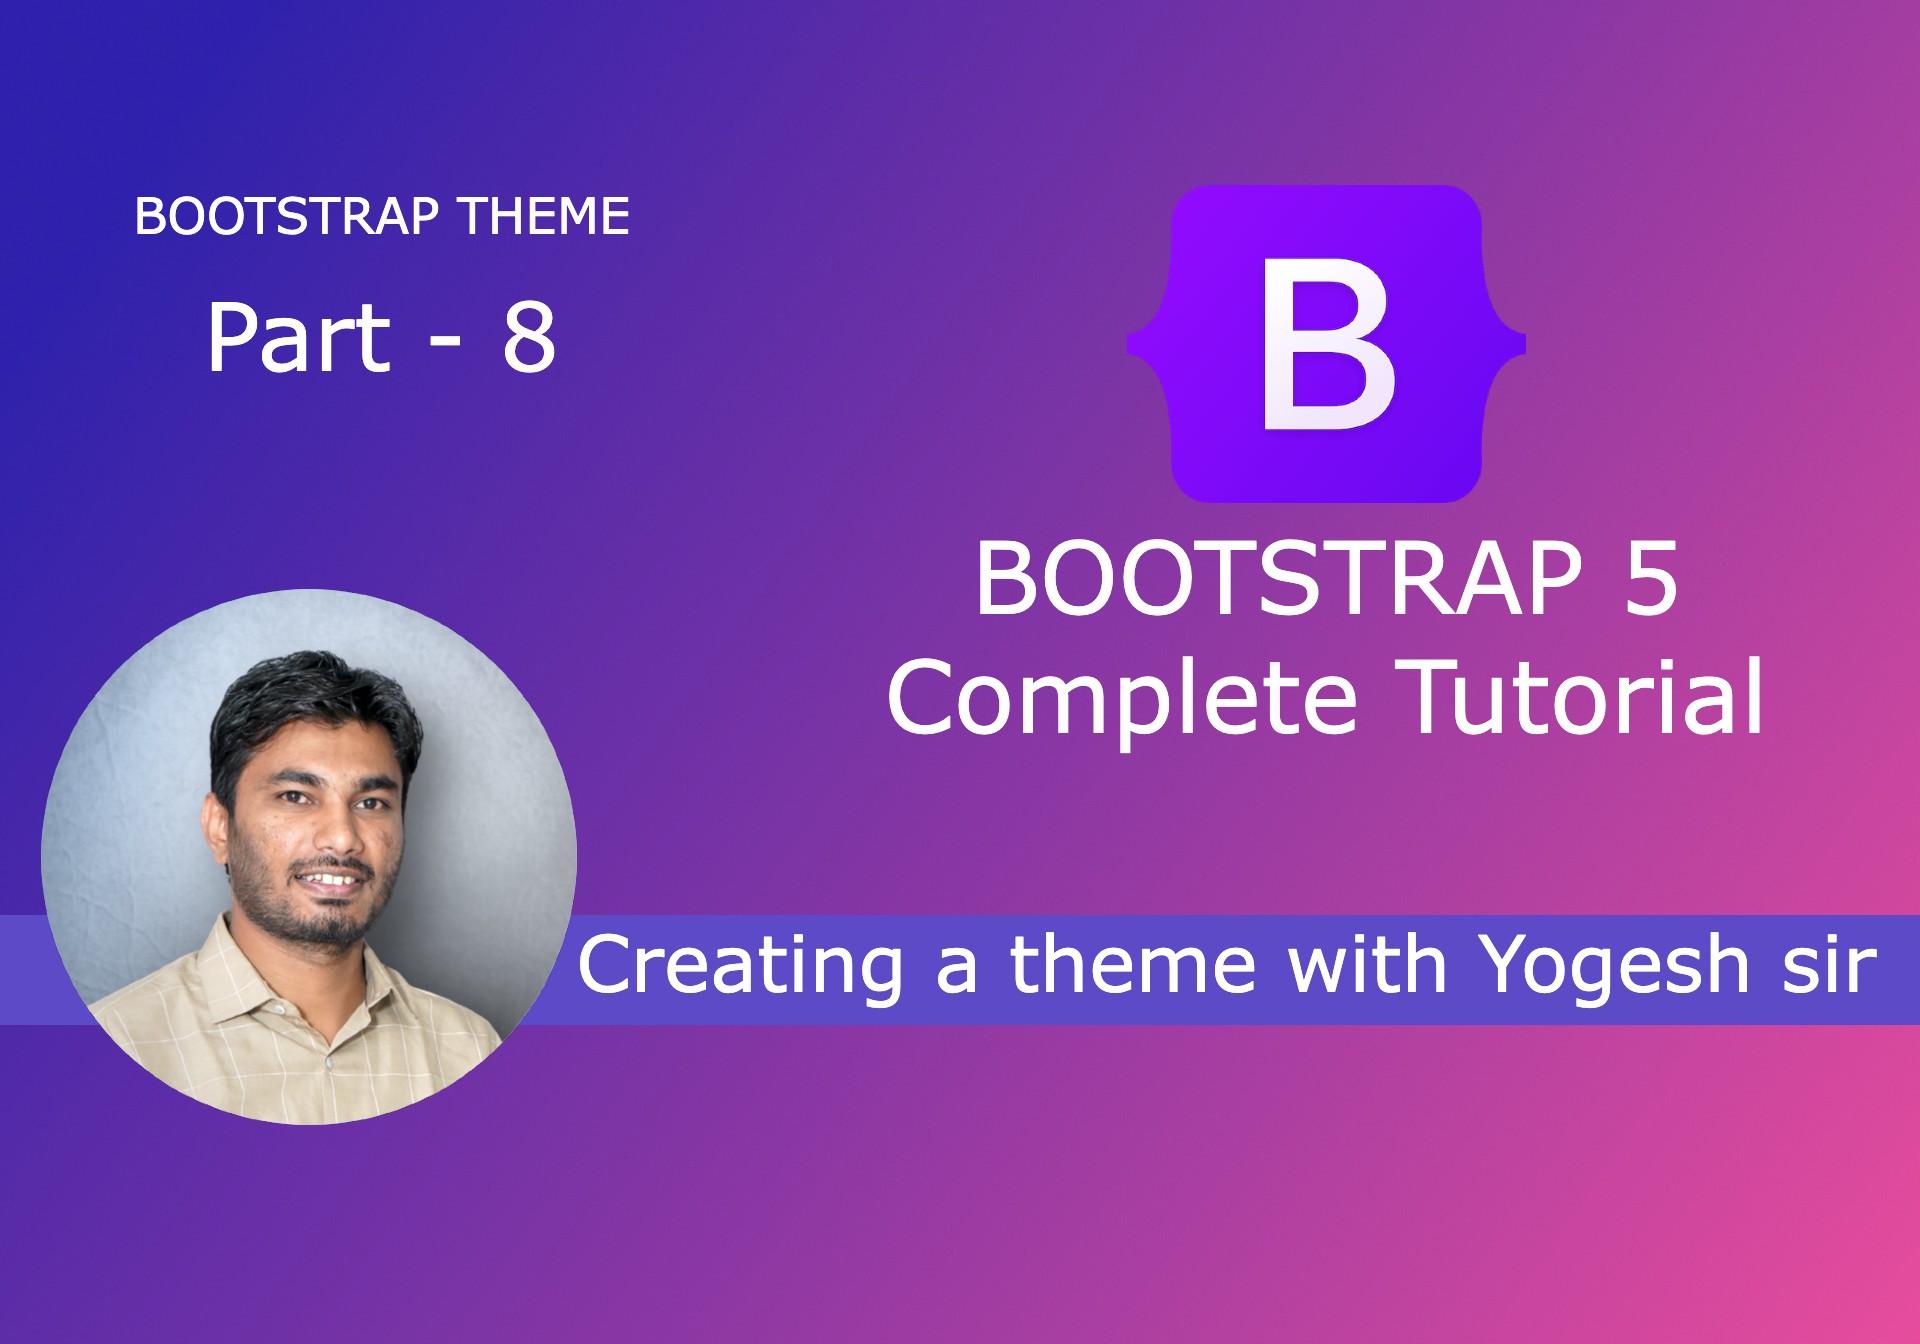 BOOTSTRAP THEME
Part - 8
B
BOOTSTRAP 5
Complete Tutorial
Creating a theme with Yogesh sir